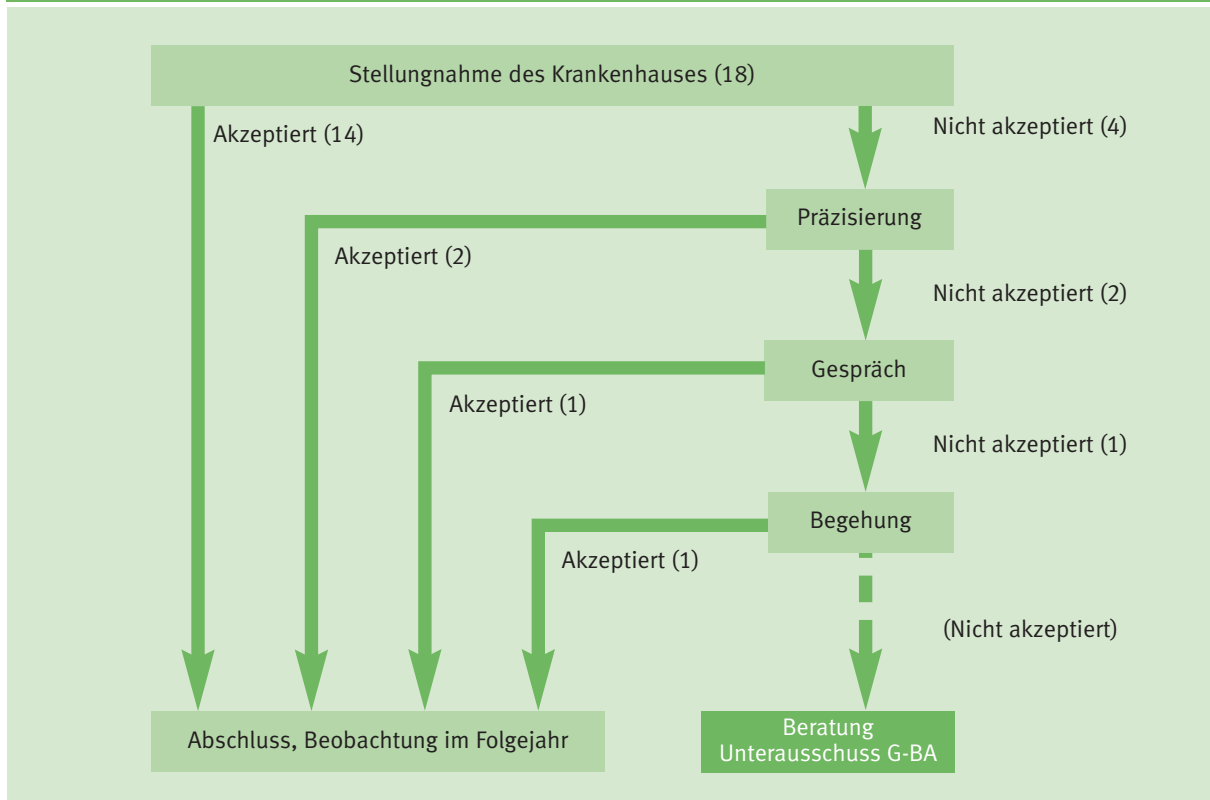 Stellungnahme des Krankenhauses (18)
Akzeptiert (14)
Nicht akzeptiert (4)
Präzisierung
Akzeptiert (2)
Nicht akzeptiert (2)
Gespräch
Akzeptiert (1)
Nicht akzeptiert (1)
Begehung
Akzeptiert (1)
(Nicht akzeptiert)
Abschluss, Beobachtung im Folgejahr
Beratung
Unterausschuss G-BA